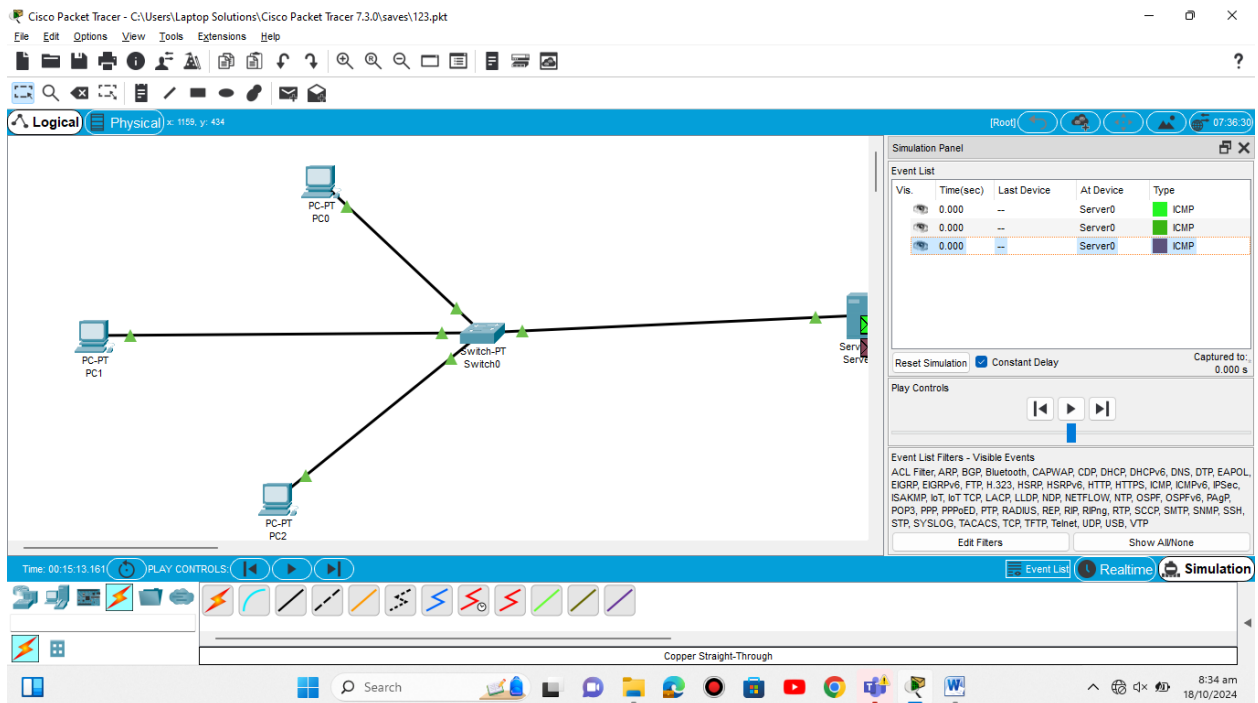 Cisco Packet Tracer - C:\Users\Laptop Solutions\Cisco Packet Tracer 7.3.0\saves\123.pkt
File Edit Options View Tools Extensions Help
?
Logical Physical x: 1159, y: 434 [Root] 07:36:30
PC-PT
PC0
PC-PT
PC1
Switch-PT
Switch0
Serv
Serve
PC-PT
PC2
Simulation Panel
Event List
Vis. Time(sec) Last Device At Device Type
0.000 -- Server0 ICMP
0.000 -- Server0 ICMP
0.000 -- Server0 ICMP
Reset Simulation Constant Delay Captured to:
0.000 s
Play Controls
Event List Filters - Visible Events
ACL Filter, ARP, BGP, Bluetooth, CAPWAP, CDP, DHCP, DHCPv6, DNS, DTP, EAPOL,
EIGRP, EIGRPv6, FTP, H.323, HSRP, HSRPv6, HTTP, HTTPS, ICMP, ICMPv6, IPSec,
ISAKMP, IoT, IoT TCP, LACP, LLDP, NDP, NETFLOW, NTP, OSPF, OSPFv6, PAgP,
POP3, PPP, PPPoED, PTP, RADIUS, REP, RIP, RIPng, RTP, SCCP, SMTP, SNMP, SSH,
STP, SYSLOG, TACACS, TCP, TFTP, Telnet, UDP, USB, VTP
Edit Filters Show All/None
Time: 00:15:13.161 PLAY CONTROLS: Event List Realtime Simulation
Copper Straight-Through
Search
8:34 am
18/10/2024